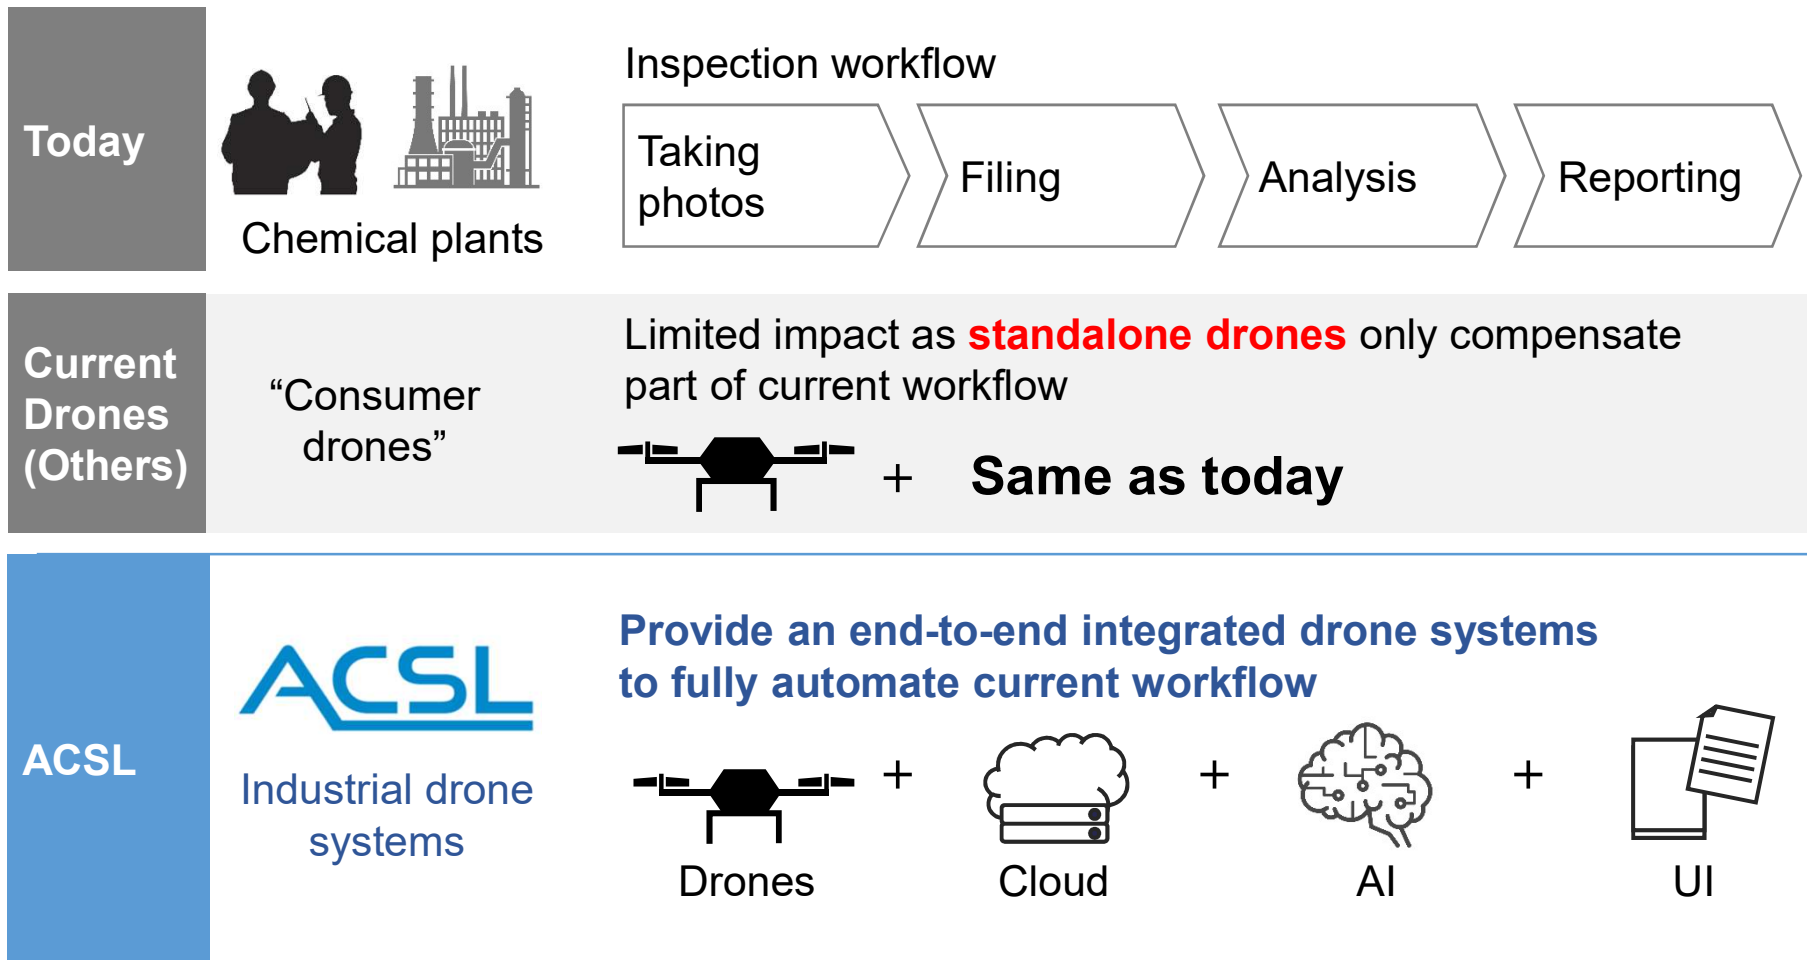 Today
Chemical plants
Inspection workflow
Taking
photos
Filing
Analysis
Reporting
Current
Drones
(Others)
“Consumer
drones”
Limited impact as standalone drones only compensate
part of current workflow
+ Same as today
ACSL
ACSL
Industrial drone
systems
Provide an end-to-end integrated drone systems
to fully automate current workflow
+ + +
Drones
Cloud
AI
UI